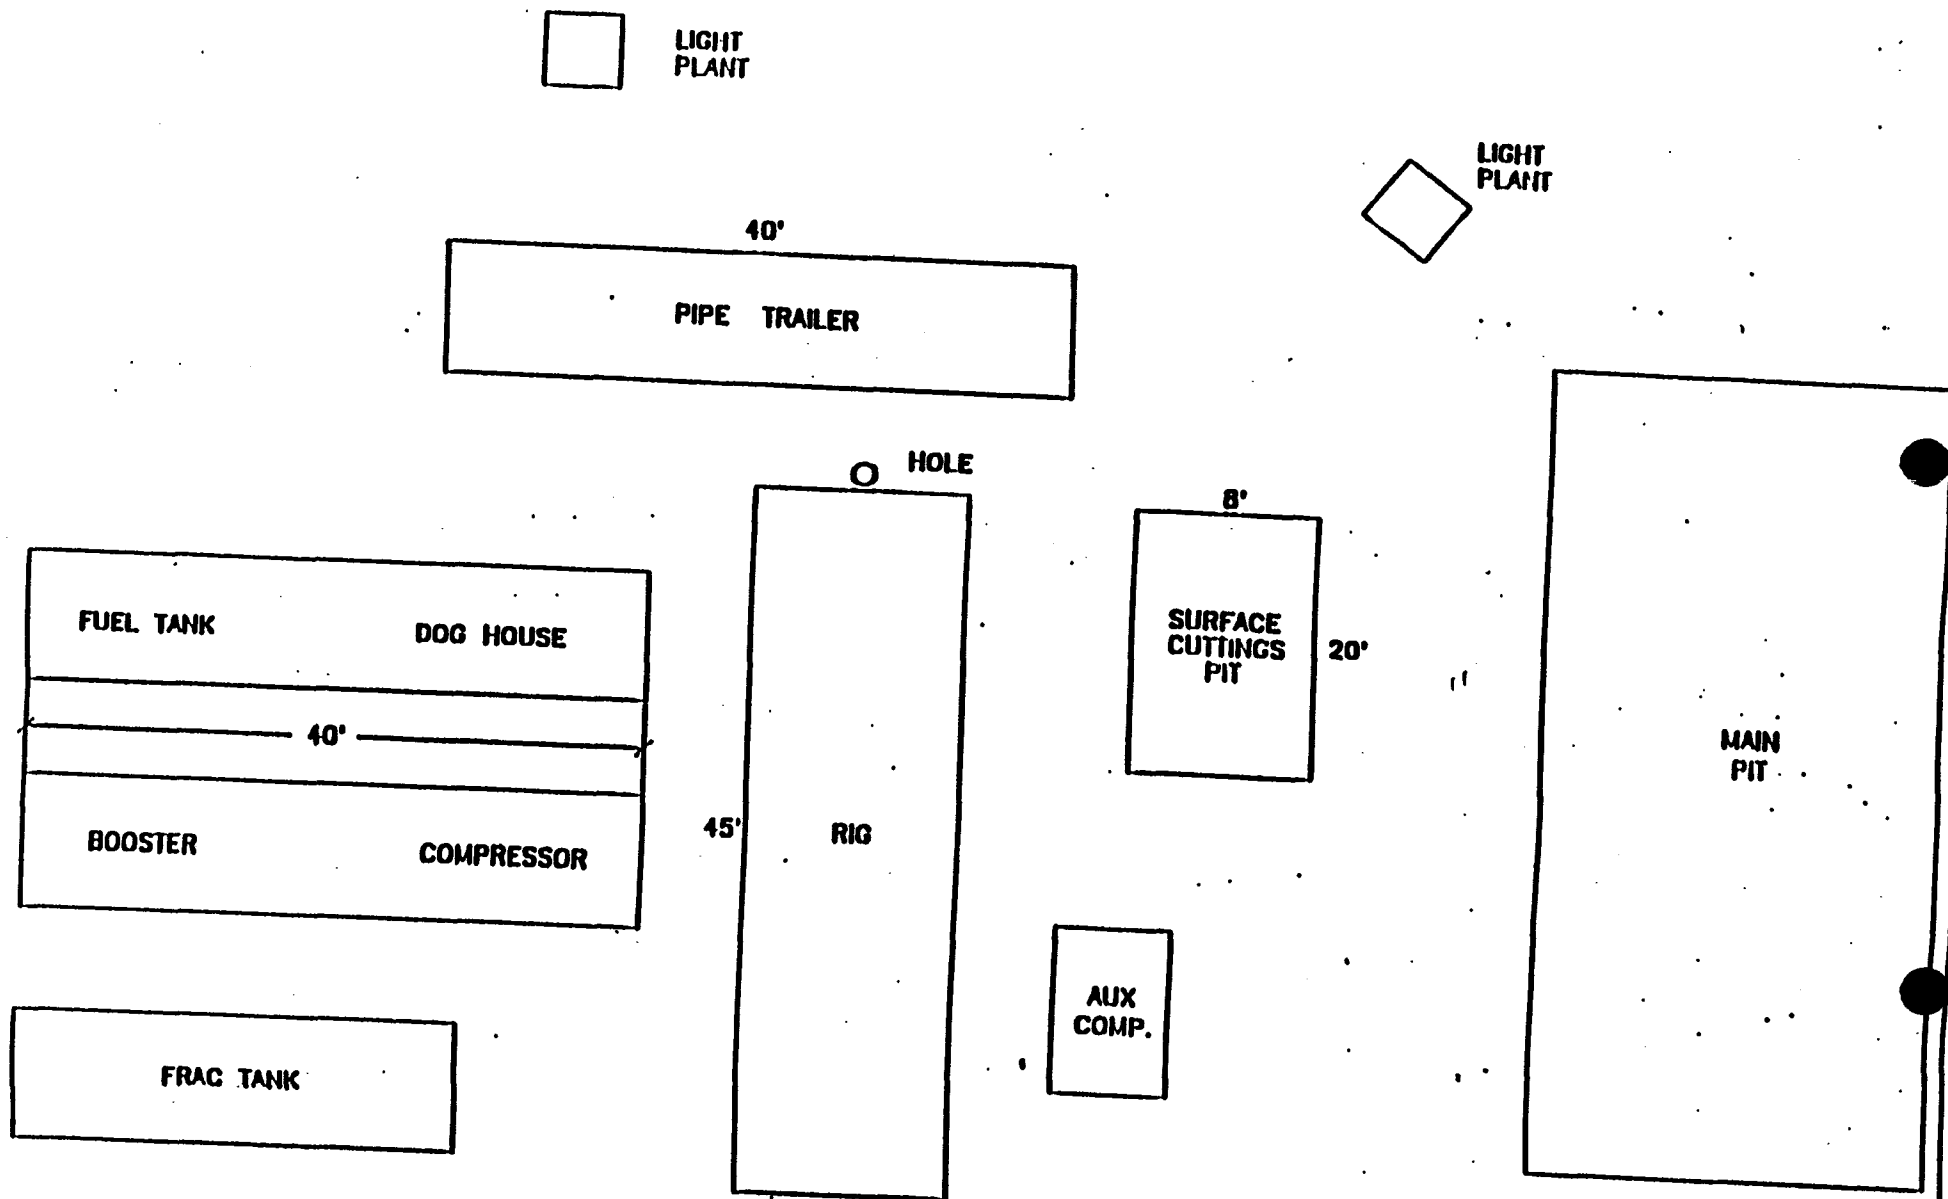 LIGHT
PLANT
LIGHT
PLANT
40'
PIPE TRAILER
HOLE
8'
SURFACE
CUTTINGS
PIT
20'
FUEL TANK DOG HOUSE
40'
BOOSTER COMPRESSOR
45'
RIG
MAIN
PIT
AUX
COMP.
FRAC TANK